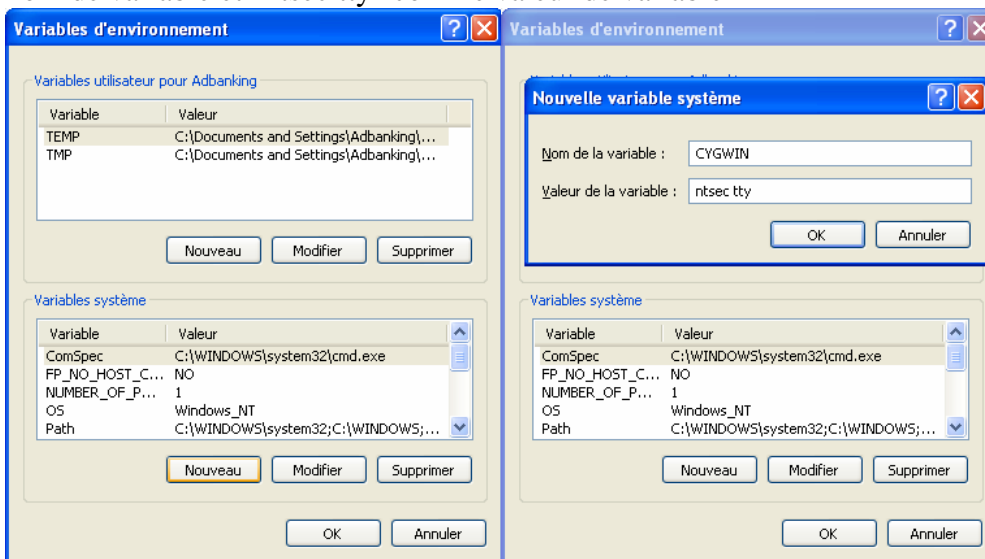 Variables d'environnement
Variables utilisateur pour Adbanking
Variable Valeur
TEMP C:\Documents and Settings\Adbanking\...
TMP C:\Documents and Settings\Adbanking\...
Nouveau Modifier Supprimer
Variables système
Variable Valeur
ComSpec C:\WINDOWS\system32\cmd.exe
FP_NO_HOST_C... NO
NUMBER_OF_P... 1
OS Windows_NT
Path C:\WINDOWS\system32;C:\WINDOWS;...
Nouveau Modifier Supprimer
OK Annuler
Variables d'environnement
Nouvelle variable système
Nom de la variable : CYGWIN
Valeur de la variable : ntsec tty
OK Annuler
Variables système
Variable Valeur
ComSpec C:\WINDOWS\system32\cmd.exe
FP_NO_HOST_C... NO
NUMBER_OF_P... 1
OS Windows_NT
Path C:\WINDOWS\system32;C:\WINDOWS;...
Nouveau Modifier Supprimer
OK Annuler